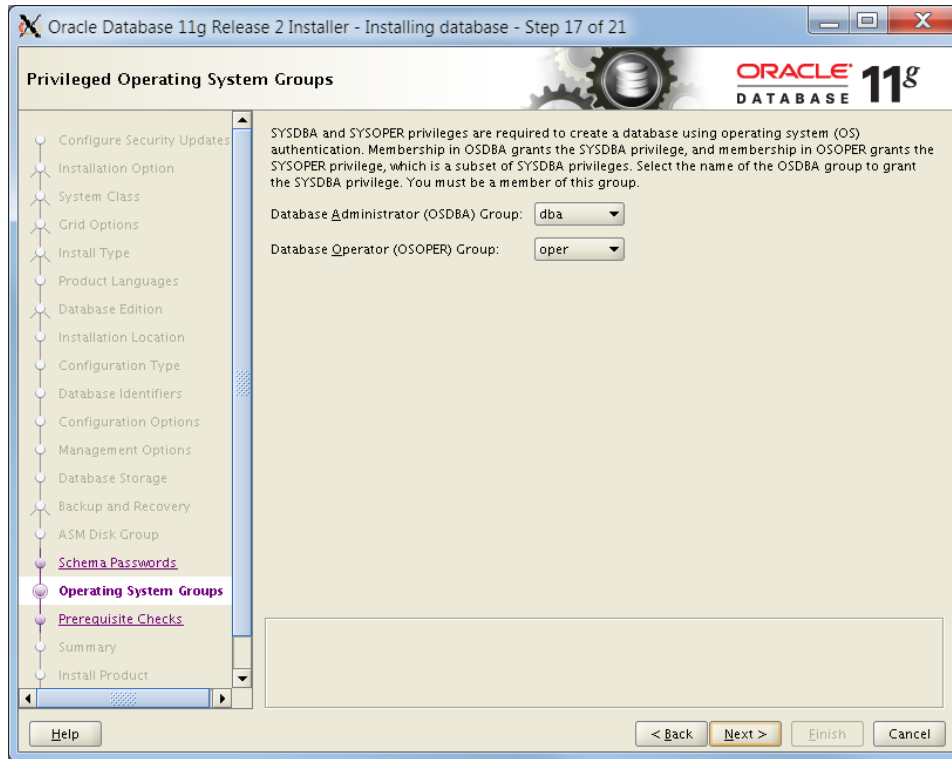 Oracle Database 11g Release 2 Installer - Installing database - Step 17 of 21
Privileged Operating System Groups
ORACLE
DATABASE
11g
Configure Security Updates
Installation Option
System Class
Grid Options
Install Type
Product Languages
Database Edition
Installation Location
Configuration Type
Database Identifiers
Configuration Options
Management Options
Database Storage
Backup and Recovery
ASM Disk Group
Schema Passwords
Operating System Groups
Prerequisite Checks
Summary
Install Product
SYSDBA and SYSOPER privileges are required to create a database using operating system (OS)
authentication. Membership in OSDBA grants the SYSDBA privilege, and membership in OSOPER grants the
SYSOPER privilege, which is a subset of SYSDBA privileges. Select the name of the OSDBA group to grant
the SYSDBA privilege. You must be a member of this group.
Database Administrator (OSDBA) Group: dba
Database Operator (OSOPER) Group: oper
Help
< Back
Next >
Finish
Cancel